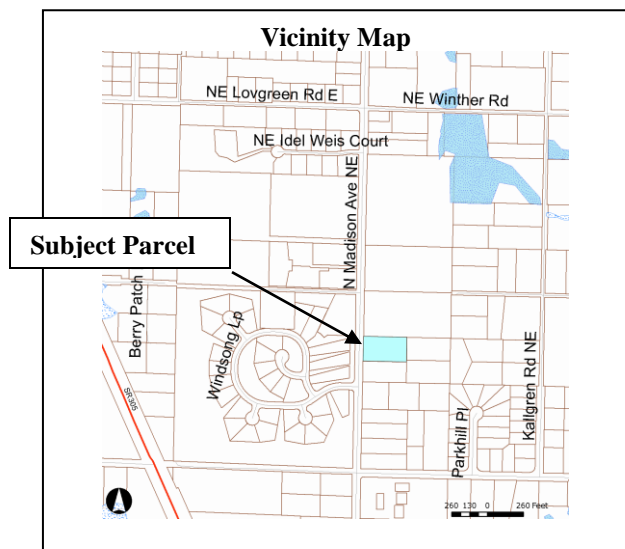 Vicinity Map
NE Lovgreen Rd E
NE Winther Rd
NE Idel Weis Court
N Madison Ave NE
Subject Parcel
Berry Patch
Windsong Lp
Kallgren Rd NE
SR305
Parkhill Pl
260 130 0 260 Feet